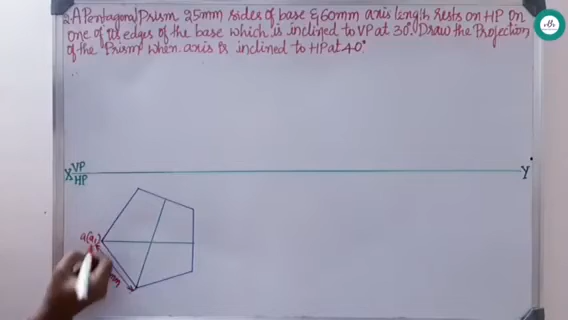 2. A Pentagonal Prism 25mm sides of base & 60mm axis length rests on HP on
one of its edges of the base which is inclined to VP at 30°. Draw the Projection
of the Prism when axis is inclined to HP at 40°
X VP
HP
Y
a(a₁)